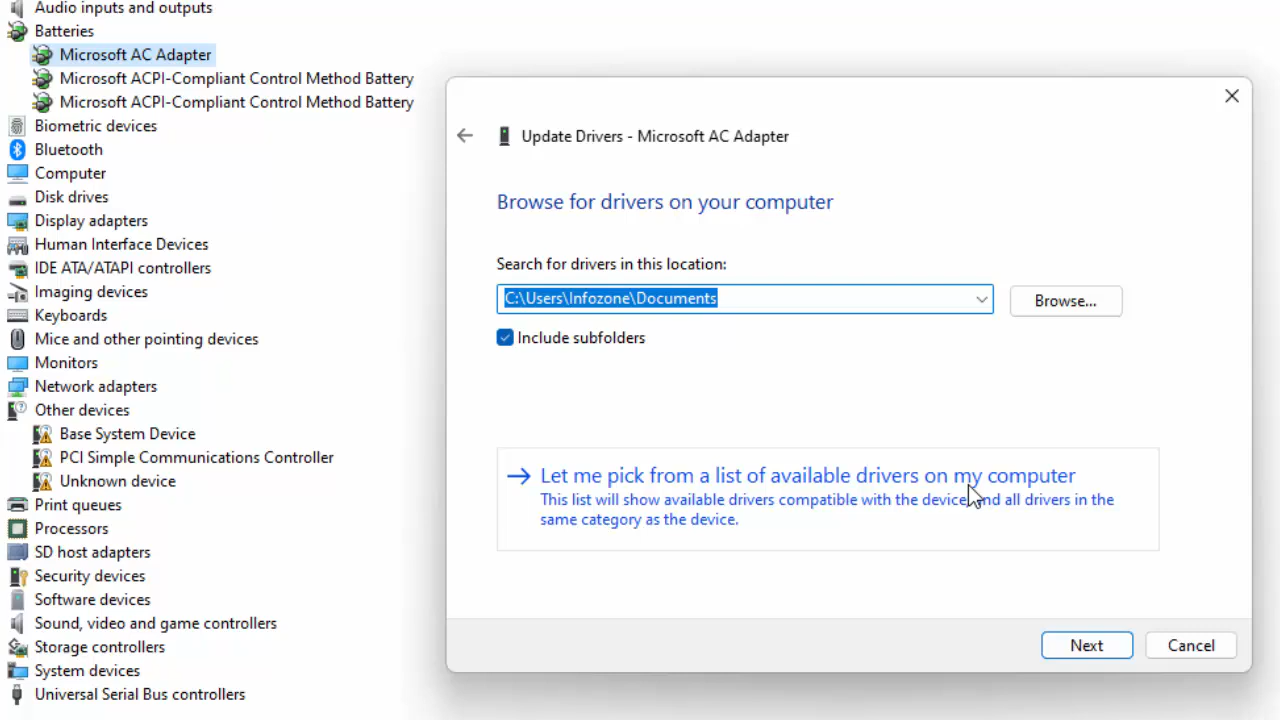 Audio inputs and outputs
Batteries
Microsoft AC Adapter
Microsoft ACPI-Compliant Control Method Battery
Microsoft ACPI-Compliant Control Method Battery
Biometric devices
Bluetooth
Computer
Disk drives
Display adapters
Human Interface Devices
IDE ATA/ATAPI controllers
Imaging devices
Keyboards
Mice and other pointing devices
Monitors
Network adapters
Other devices
Base System Device
PCI Simple Communications Controller
Unknown device
Print queues
Processors
SD host adapters
Security devices
Software devices
Sound, video and game controllers
Storage controllers
System devices
Universal Serial Bus controllers
Update Drivers - Microsoft AC Adapter
Browse for drivers on your computer
Search for drivers in this location:
C:\Users\Infozone\Documents
Browse...
Include subfolders
Let me pick from a list of available drivers on my computer
This list will show available drivers compatible with the device, and all drivers in the
same category as the device.
Next
Cancel